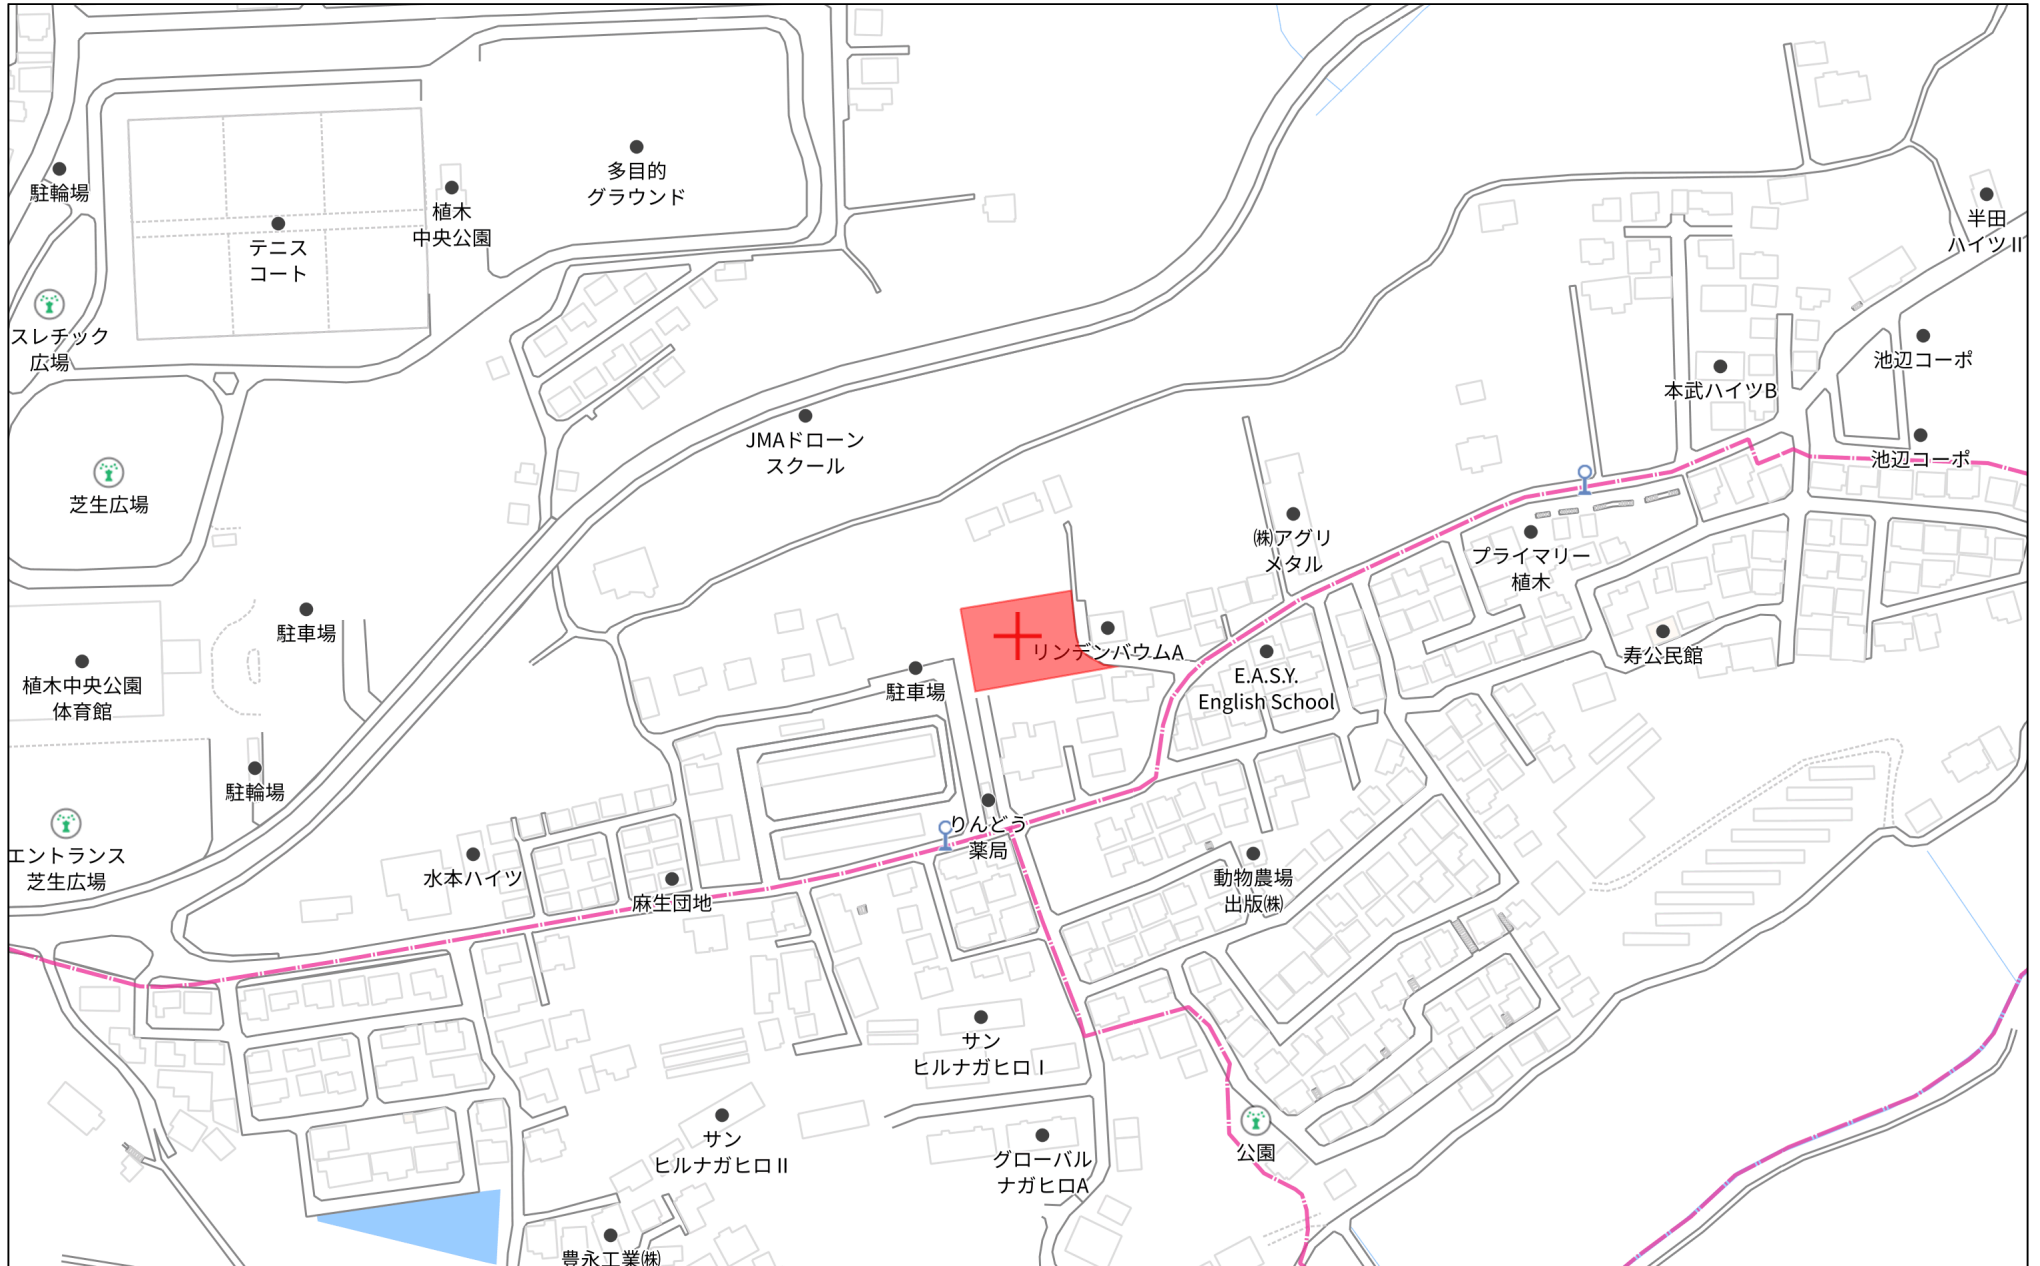 駐輪場
テニス
コート
植木
中央公園
多目的
グラウンド
半田
ハイツⅡ
スレチック
広場
池辺コーポ
本武ハイツB
JMAドローン
スクール
池辺コーポ
芝生広場
㈱アグリ
メタル
プライマリー
植木
駐車場
リンデンバウムA
寿公民館
植木中央公園
体育館
駐車場
E.A.S.Y.
English School
駐輪場
りんどう
薬局
エントランス
芝生広場
水本ハイツ
麻生団地
動物農場
出版㈱
サン
ヒルナガヒロⅠ
サン
ヒルナガヒロⅡ
グローバル
ナガヒロA
公園
豊永工業㈱